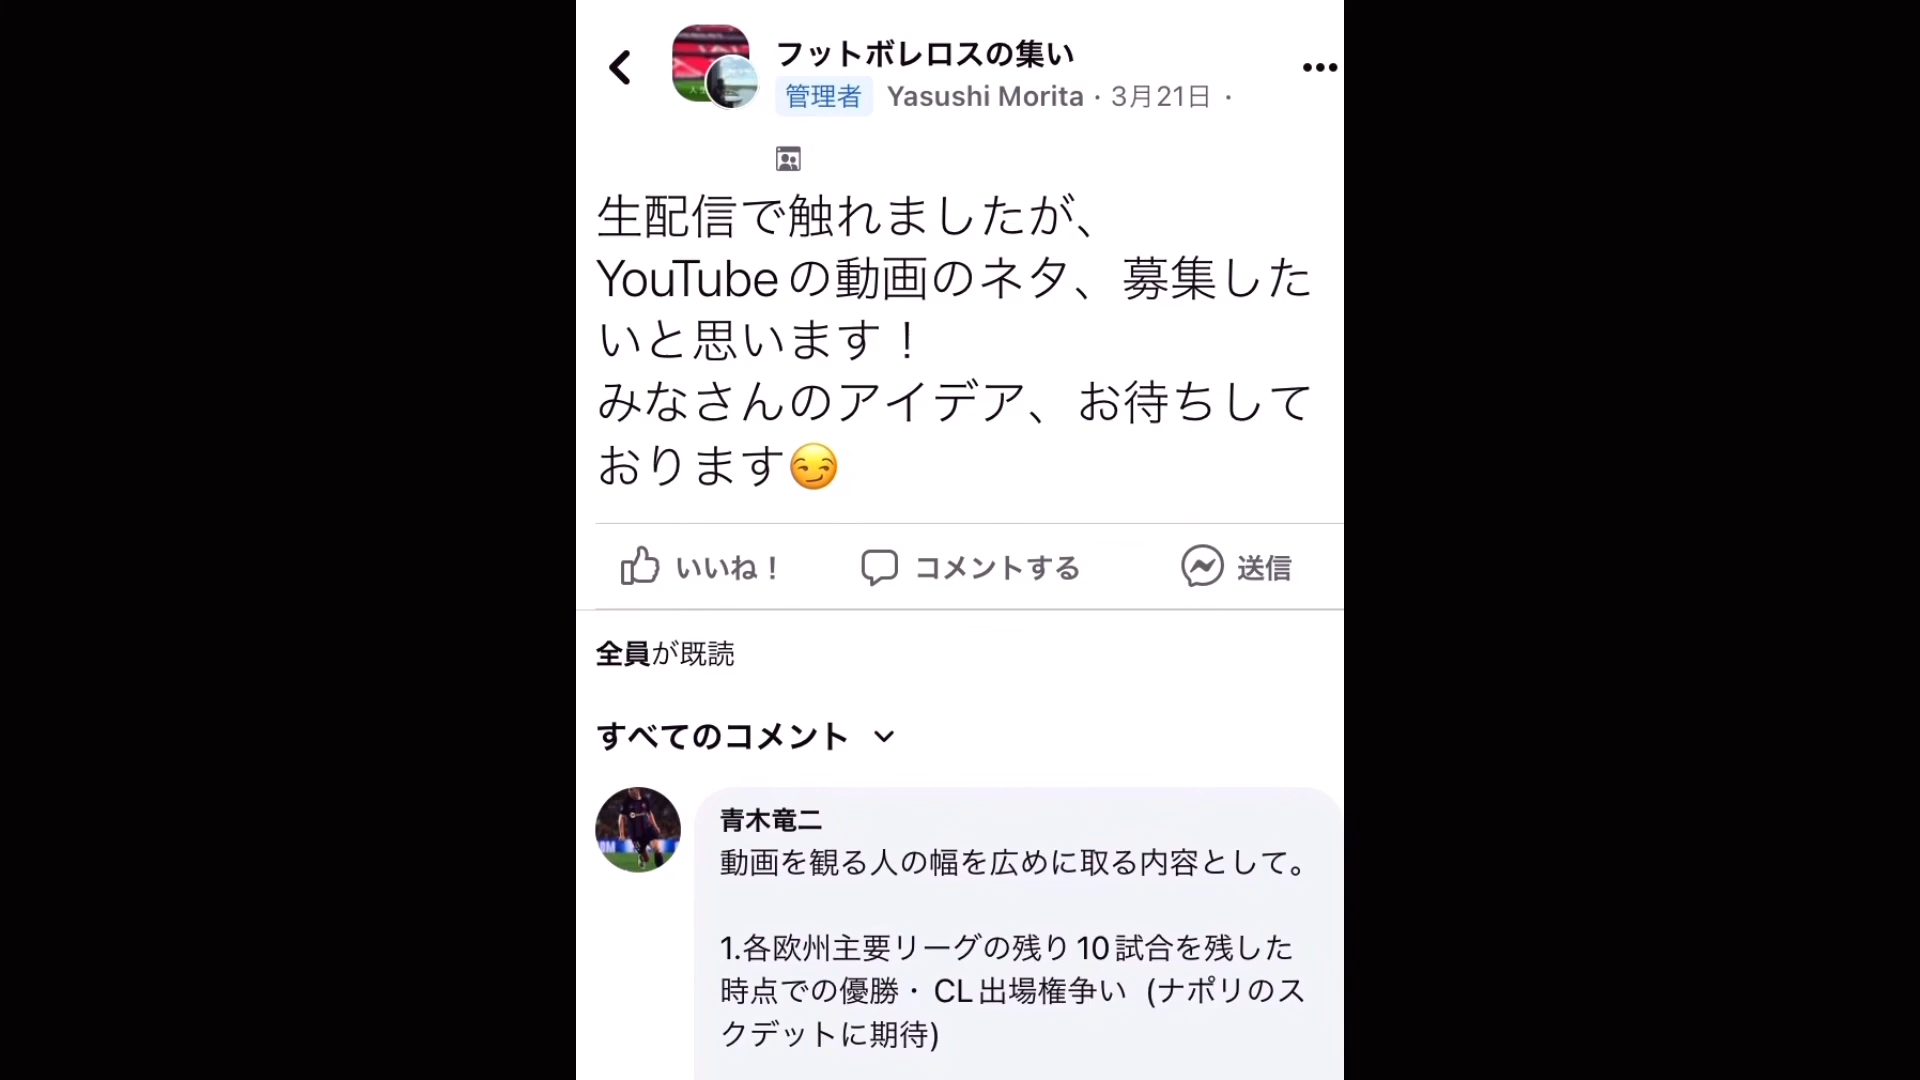 フットボレロスの集い
管理者 Yasushi Morita · 3月21日 ·
生配信で触れましたが、
YouTubeの動画のネタ、募集した
いと思います！
みなさんのアイデア、お待ちして
おります😏
いいね！ コメントする 送信
全員が既読
すべてのコメント
青木竜二
動画を観る人の幅を広めに取る内容として。
1.各欧州主要リーグの残り10試合を残した
時点での優勝・CL出場権争い（ナポリのス
クデットに期待)